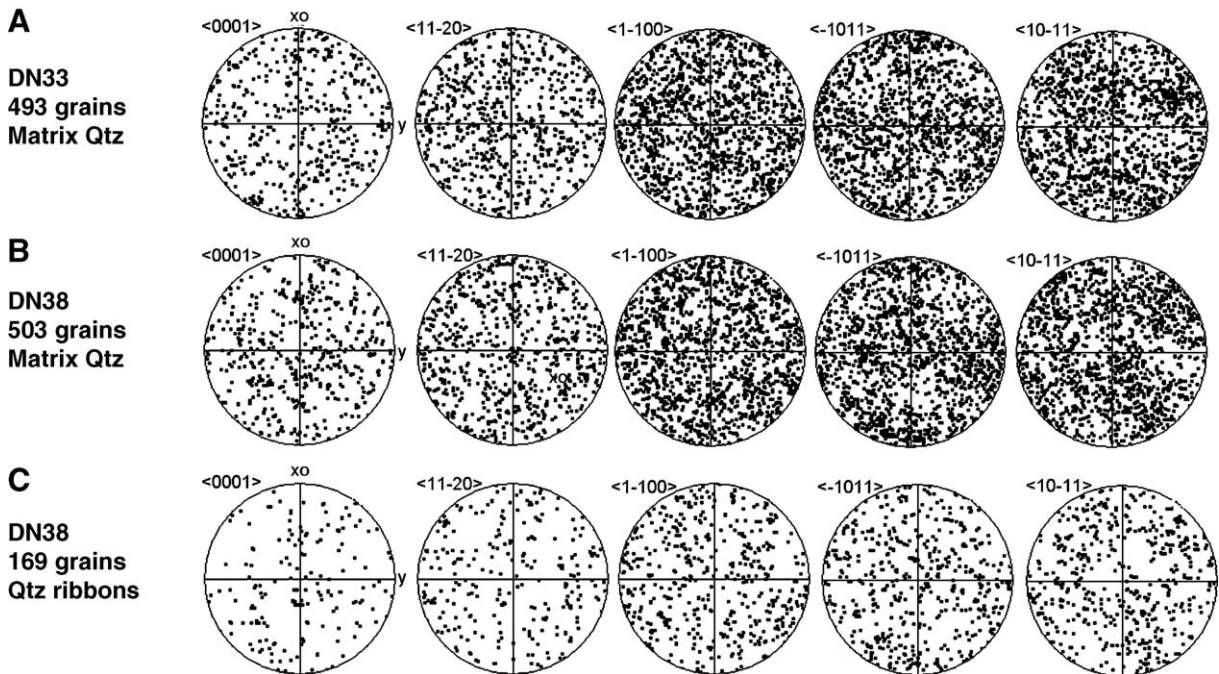 A
DN33
493 grains
Matrix Qtz
<0001>
xo
y
<11-20>
<1-100>
<-1011>
<10-11>
B
DN38
503 grains
Matrix Qtz
<0001>
xo
y
<11-20>
xo
<1-100>
<-1011>
<10-11>
C
DN38
169 grains
Qtz ribbons
<0001>
xo
y
<11-20>
<1-100>
<-1011>
<10-11>